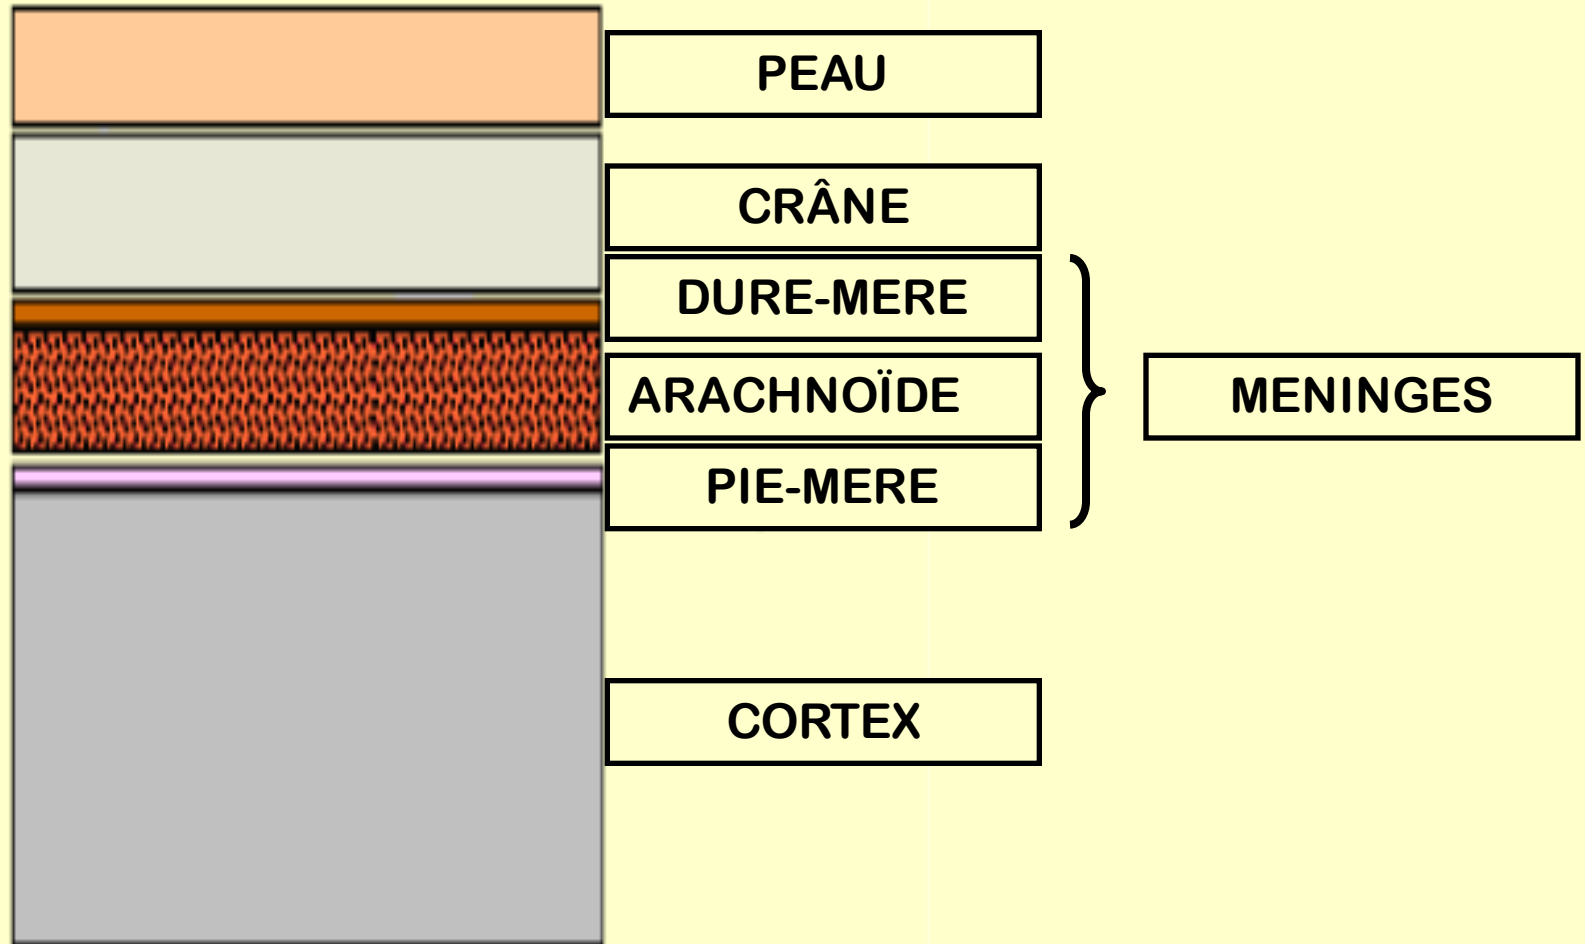 PEAU
CRÂNE
DURE-MERE
ARACHNOÏDE
PIE-MERE
MENINGES
CORTEX